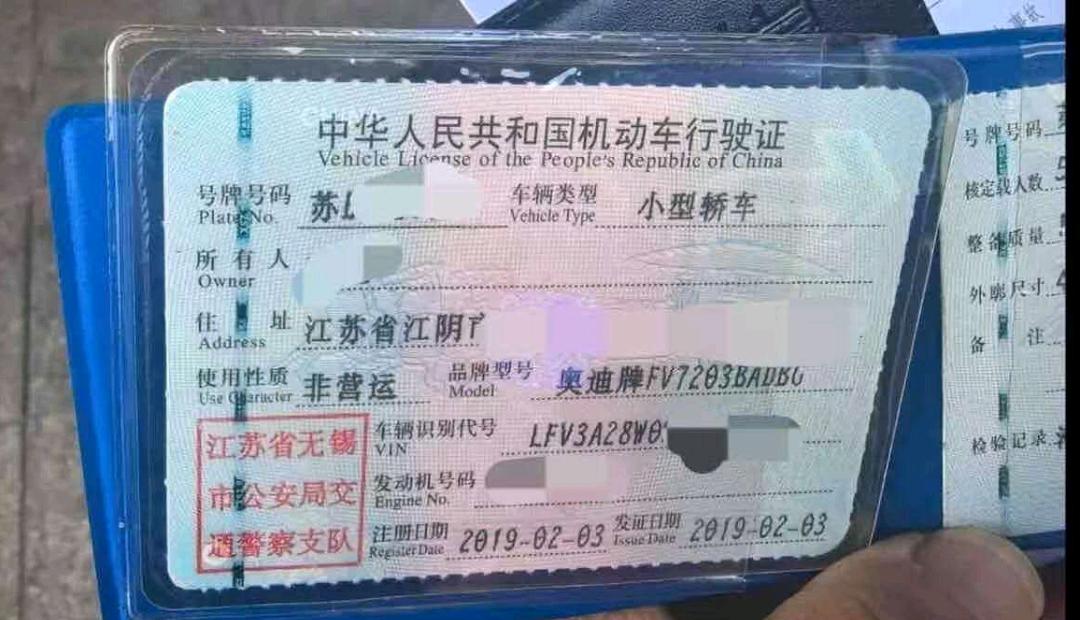 中华人民共和国机动车行驶证
Vehicle License of the People's Republic of China
号牌号码 苏L 车辆类型 小型轿车
Plate No. Vehicle Type
所有人
Owner
住址 江苏省江阴
Address
使用性质 非营运 品牌型号 奥迪牌FV7203BADBG
Use Character Model
江苏省无锡
市公安局交
通警察支队
车辆识别代号 LFV3A28W0
VIN
发动机号码
Engine No.
注册日期 2019-02-03 发证日期 2019-02-03
Register Date Issue Date
号牌号码
核定载人数
整备质量
外廓尺寸
备注
检验记录